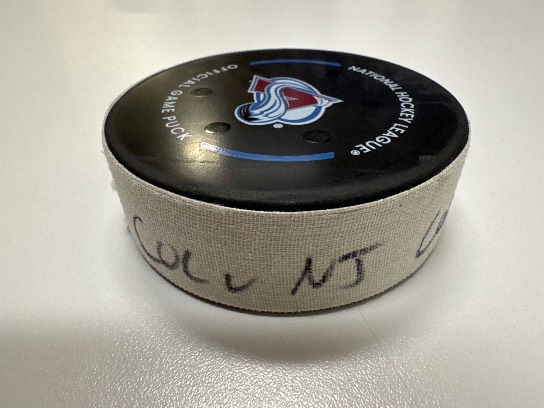 OFFICIAL GAME PUCK
NATIONAL HOCKEY LEAGUE®
COL v NJ